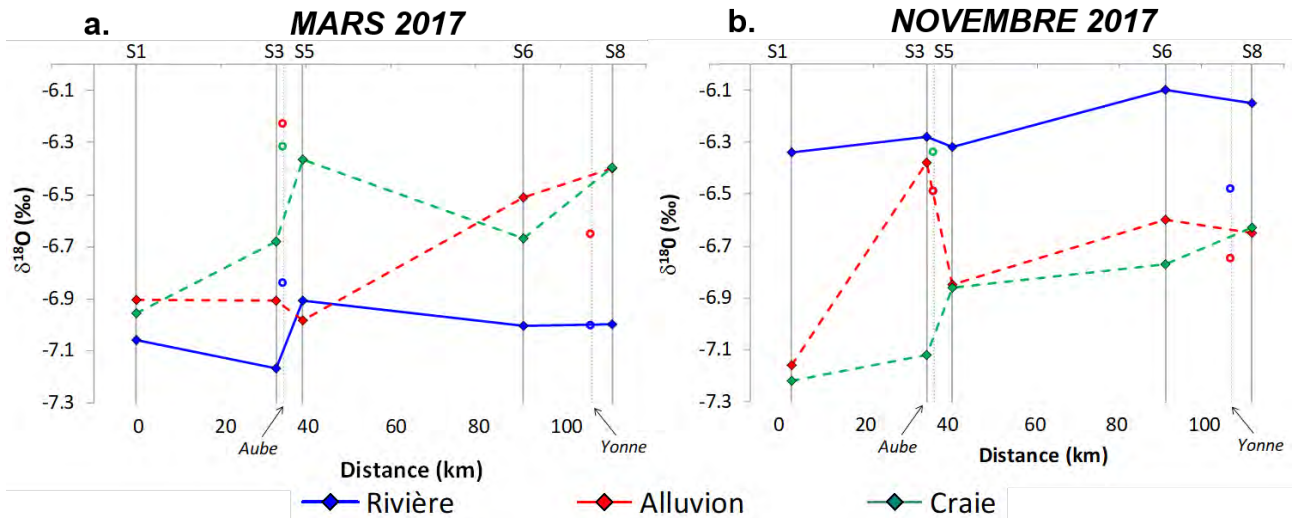 a.
MARS 2017
S1 S3 S5 S6 S8
-6.1
-6.3
-6.5
-6.7
-6.9
-7.1
-7.3
δ¹⁸O (‰)
0 20 40 60 80 100
Aube
Yonne
Distance (km)
b.
NOVEMBRE 2017
S1 S3 S5 S6 S8
-6.1
-6.3
-6.5
-6.7
-6.9
-7.1
-7.3
δ¹⁸0 (‰)
0 20 40 60 80 100
Aube
Yonne
Distance (km)
Rivière Alluvion Craie